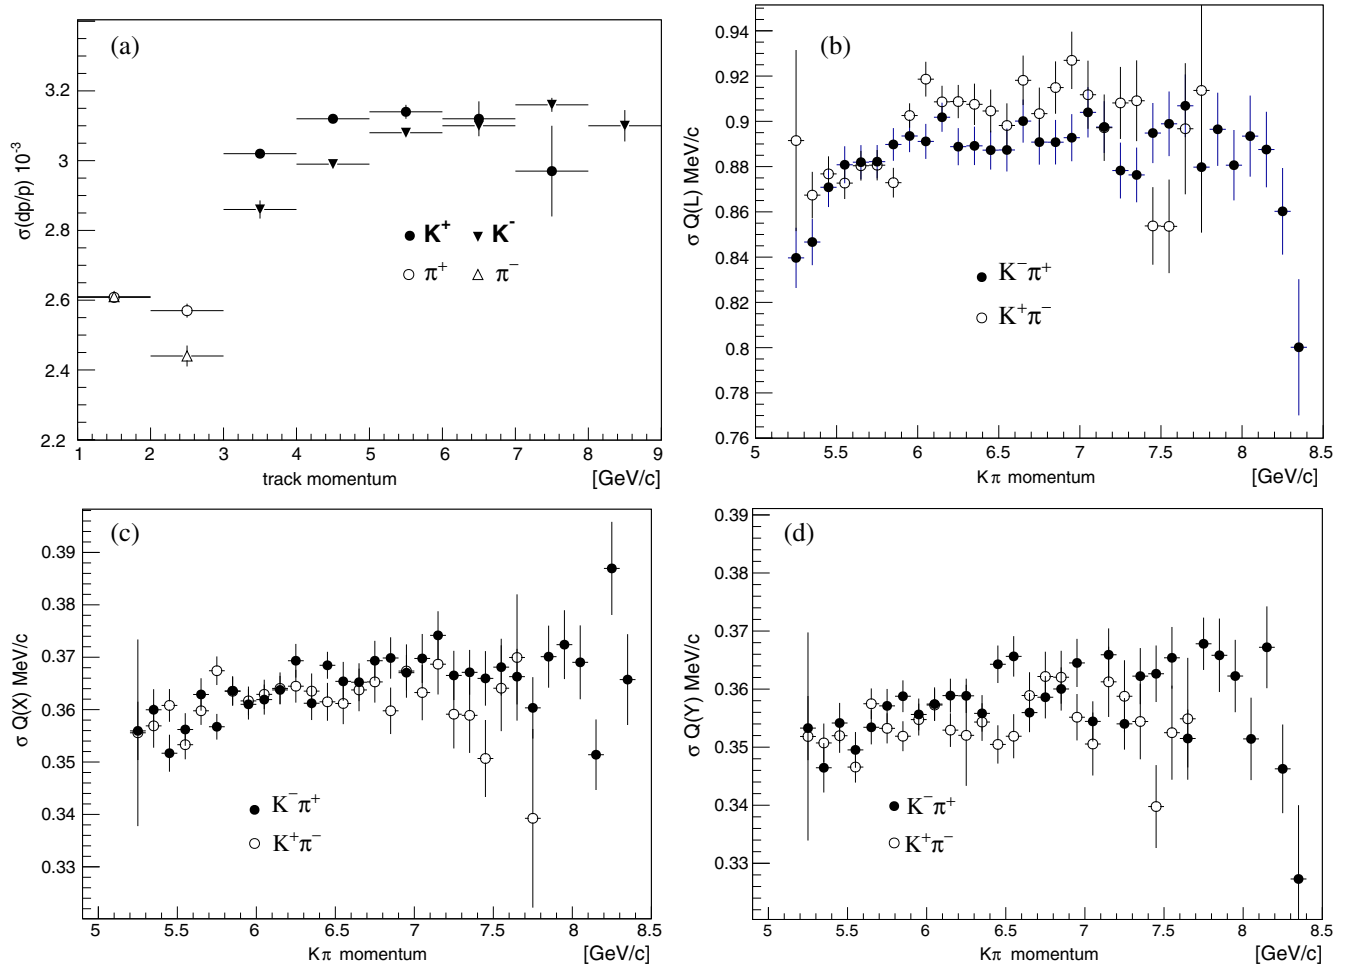 (a)
σ(dp/p) 10⁻³
3.2
3
2.8
2.6
2.4
2.2
K⁺ K⁻
π⁺ π⁻
1 2 3 4 5 6 7 8 9
track momentum [GeV/c]
(b)
σ Q(L) MeV/c
0.94
0.92
0.9
0.88
0.86
0.84
0.82
0.8
0.78
0.76
K⁻π⁺
K⁺π⁻
5 5.5 6 6.5 7 7.5 8 8.5
Kπ momentum [GeV/c]
(c)
σ Q(X) MeV/c
0.39
0.38
0.37
0.36
0.35
0.34
0.33
K⁻π⁺
K⁺π⁻
5 5.5 6 6.5 7 7.5 8 8.5
Kπ momentum [GeV/c]
(d)
σ Q(Y) MeV/c
0.39
0.38
0.37
0.36
0.35
0.34
0.33
K⁻π⁺
K⁺π⁻
5 5.5 6 6.5 7 7.5 8 8.5
Kπ momentum [GeV/c]